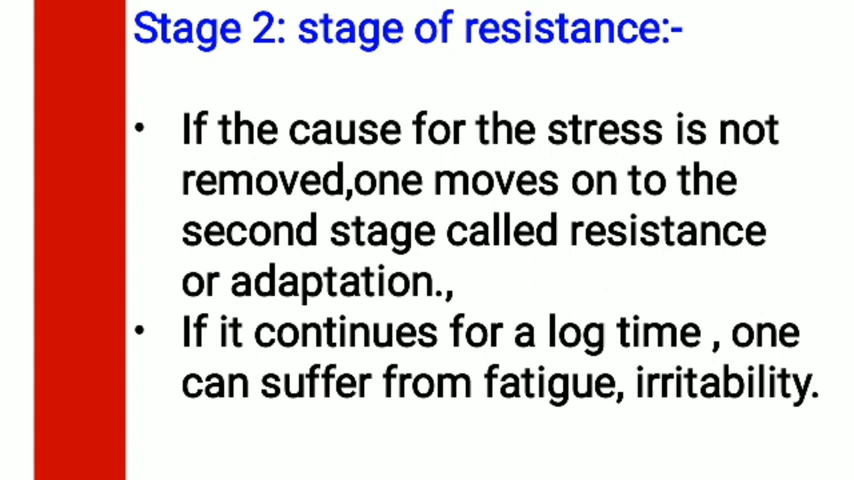 Stage 2: stage of resistance:-
• If the cause for the stress is not
removed,one moves on to the
second stage called resistance
or adaptation.,
• If it continues for a log time , one
can suffer from fatigue, irritability.